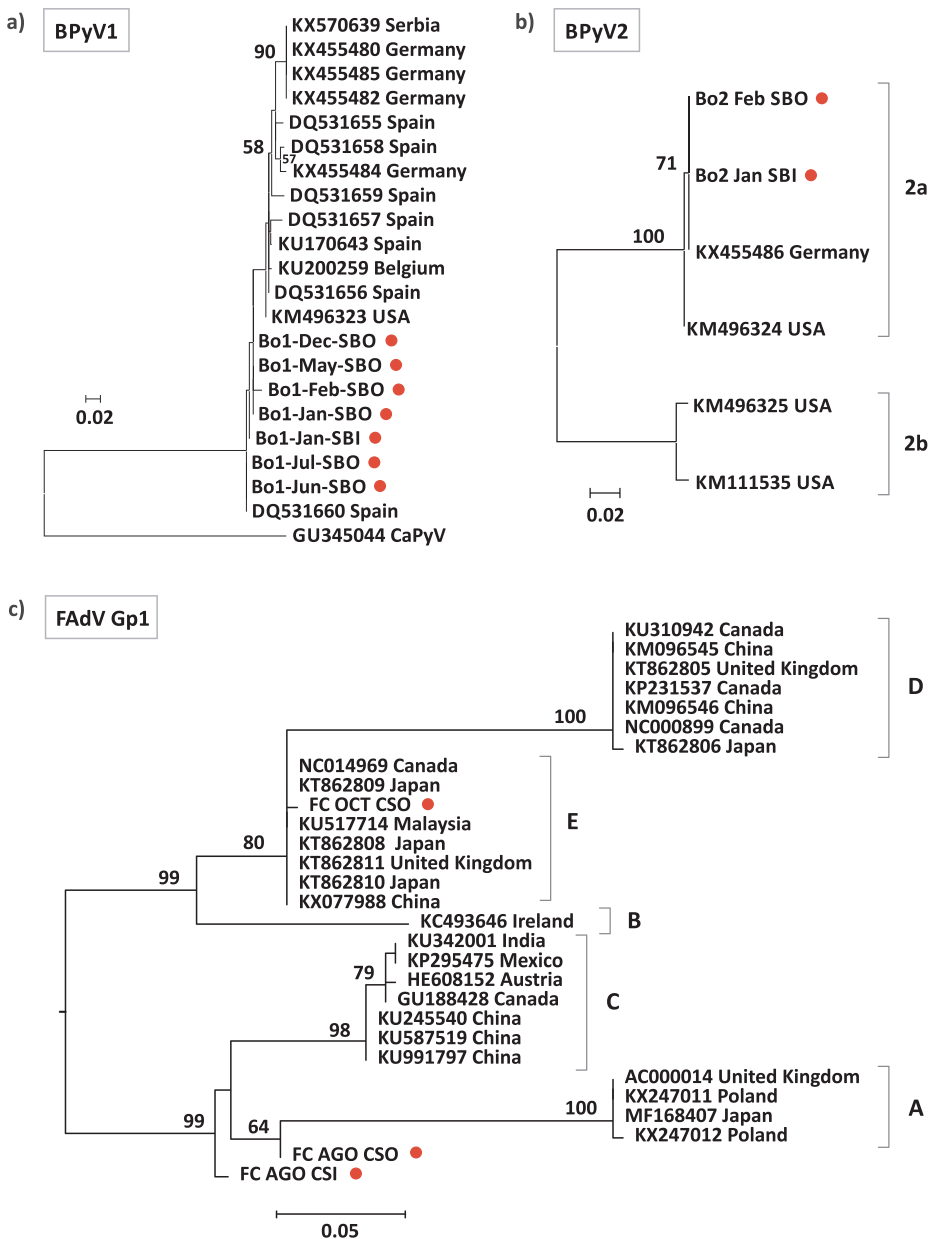 a) BPyV1
KX570639 Serbia
90
KX455480 Germany
KX455485 Germany
KX455482 Germany
DQ531655 Spain
58
DQ531658 Spain
57
KX455484 Germany
DQ531659 Spain
DQ531657 Spain
KU170643 Spain
KU200259 Belgium
DQ531656 Spain
KM496323 USA
Bo1-Dec-SBO
Bo1-May-SBO
Bo1-Feb-SBO
Bo1-Jan-SBO
0.02
Bo1-Jan-SBI
Bo1-Jul-SBO
Bo1-Jun-SBO
DQ531660 Spain
GU345044 CaPyV
b) BPyV2
Bo2 Feb SBO
71
Bo2 Jan SBI
2a
100
KX455486 Germany
KM496324 USA
KM496325 USA
2b
KM111535 USA
0.02
c) FAdV Gp1
KU310942 Canada
KM096545 China
KT862805 United Kingdom
KP231537 Canada
D
KM096546 China
100
NC000899 Canada
KT862806 Japan
NC014969 Canada
KT862809 Japan
FC OCT CSO
KU517714 Malaysia
E
80
KT862808 Japan
KT862811 United Kingdom
99
KT862810 Japan
KX077988 China
KC493646 Ireland
B
KU342001 India
KP295475 Mexico
79
HE608152 Austria
GU188428 Canada
C
KU245540 China
98
KU587519 China
KU991797 China
AC000014 United Kingdom
KX247011 Poland
100
MF168407 Japan
A
99
64
KX247012 Poland
FC AGO CSO
FC AGO CSI
0.05